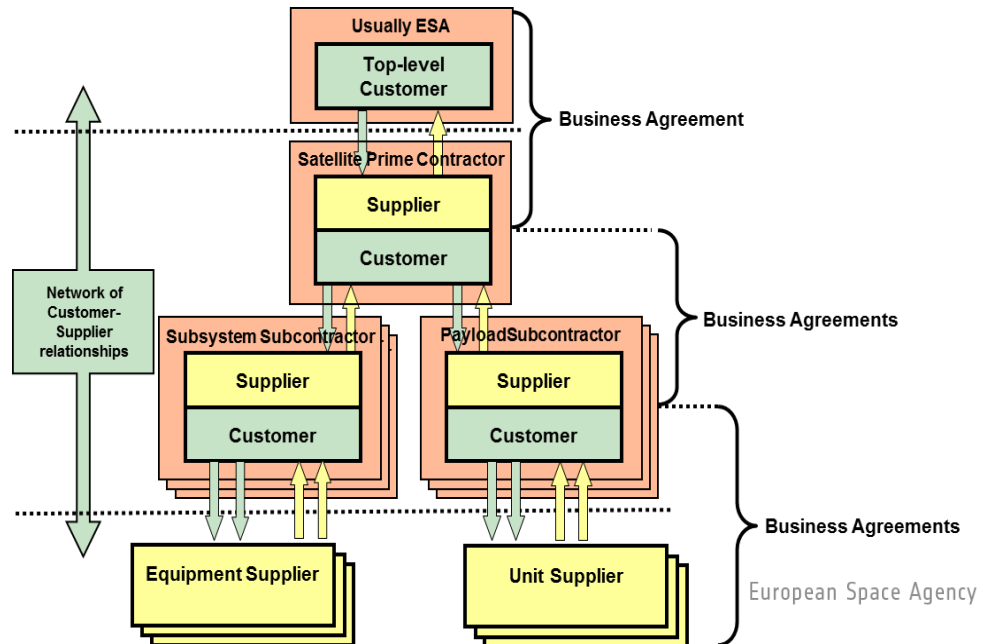 Usually ESA
Top-level
Customer
Business Agreement
Satellite Prime Contractor
Supplier
Customer
Network of
Customer-
Supplier
relationships
Business Agreements
Subsystem Subcontractor
Supplier
Customer
PayloadSubcontractor
Supplier
Customer
Business Agreements
Equipment Supplier
Unit Supplier
European Space Agency